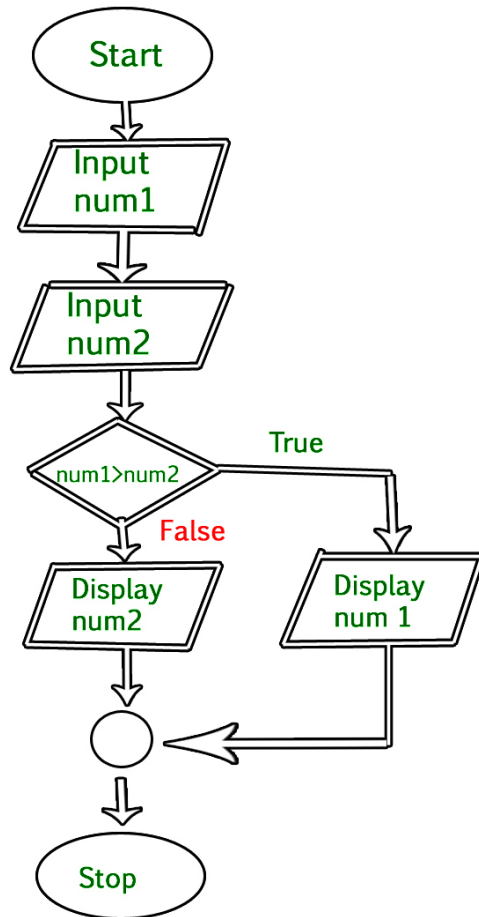 Start
Input
num1
Input
num2
num1>num2
True
False
Display
num2
Display
num 1
Stop